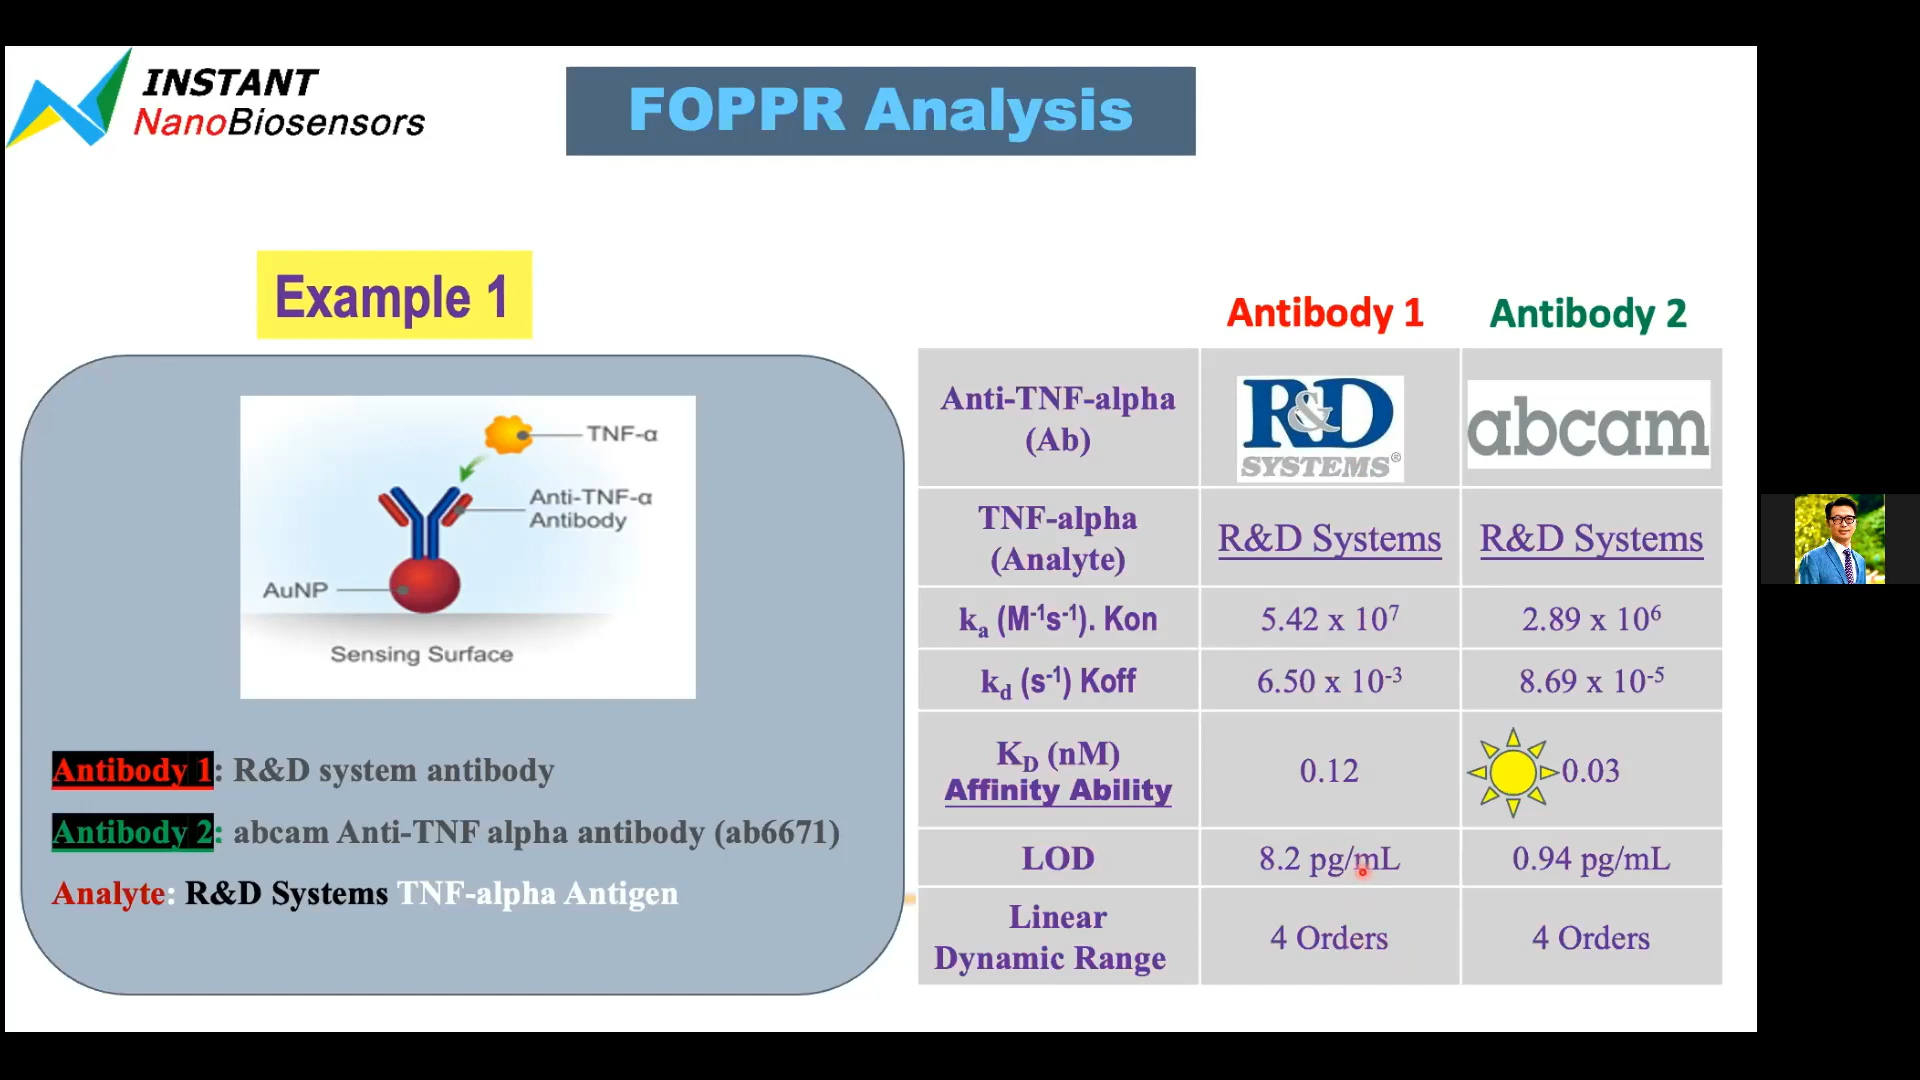 INSTANT
NanoBiosensors
FOPPR Analysis
Example 1
TNF-α
Anti-TNF-α
Antibody
AuNP
Sensing Surface
Antibody 1: R&D system antibody
Antibody 2: abcam Anti-TNF alpha antibody (ab6671)
Analyte: R&D Systems TNF-alpha Antigen
Antibody 1 Antibody 2
Anti-TNF-alpha
(Ab)
R&D
SYSTEMS®
abcam
TNF-alpha
(Analyte)
R&D Systems R&D Systems
kₐ (M⁻¹s⁻¹). Kon 5.42 x 10⁷ 2.89 x 10⁶
k_d (s⁻¹) Koff 6.50 x 10⁻³ 8.69 x 10⁻⁵
K_D (nM)
Affinity Ability
0.12 0.03
LOD 8.2 pg/mL 0.94 pg/mL
Linear
Dynamic Range
4 Orders 4 Orders